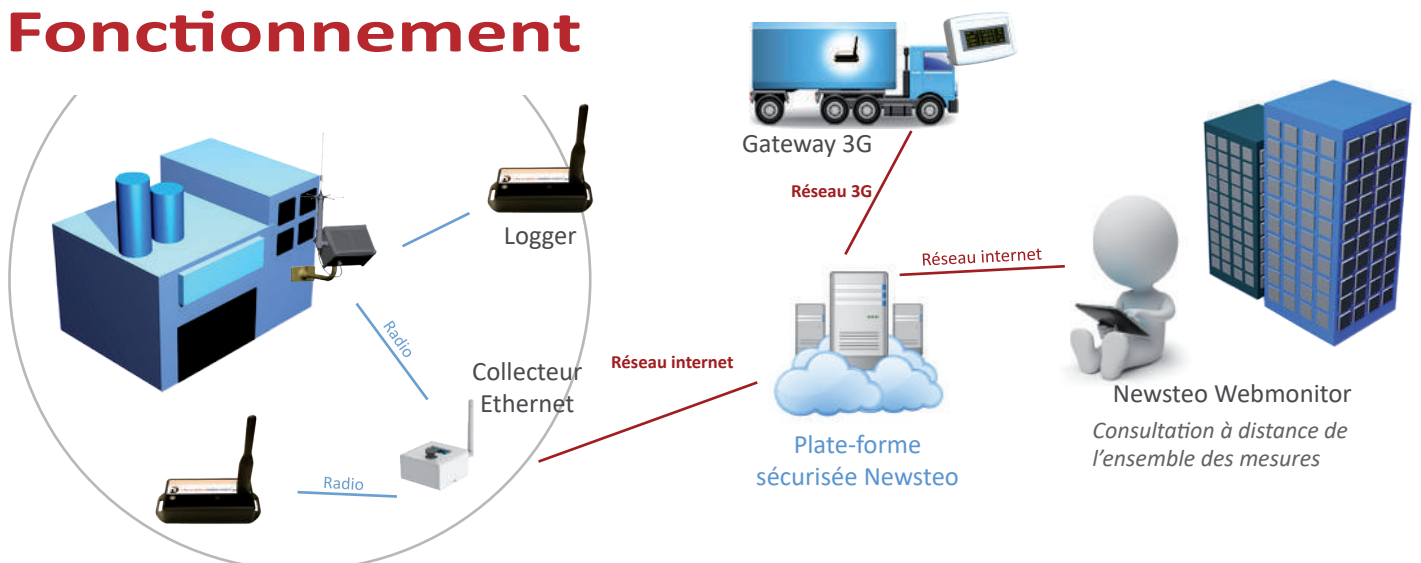 Fonctionnement
Gateway 3G
Réseau 3G
Logger
Réseau internet
Radio
Collecteur
Ethernet
Réseau internet
Radio
Plate-forme
sécurisée Newsteo
Newsteo Webmonitor
Consultation à distance de
l'ensemble des mesures